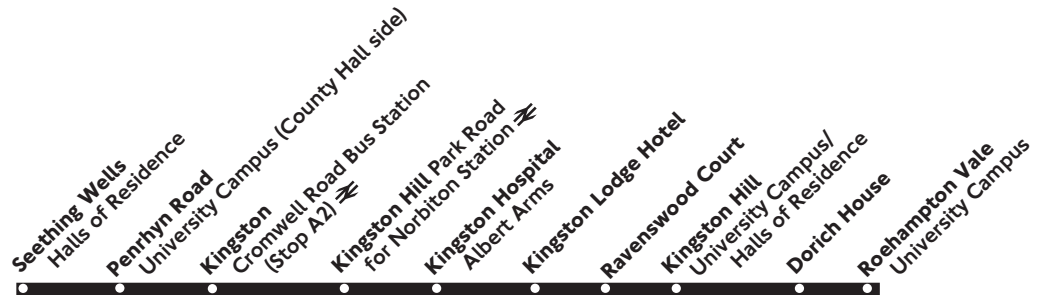 Seething Wells
Halls of Residence
Penrhyn Road
University Campus (County Hall side)
Kingston
Cromwell Road Bus Station
(Stop A2)
Kingston Hill Park Road
for Norbiton Station
Kingston Hospital
Albert Arms
Kingston Lodge Hotel
Ravenswood Court
Kingston Hill
University Campus/
Halls of Residence
Dorich House
Roehampton Vale
University Campus